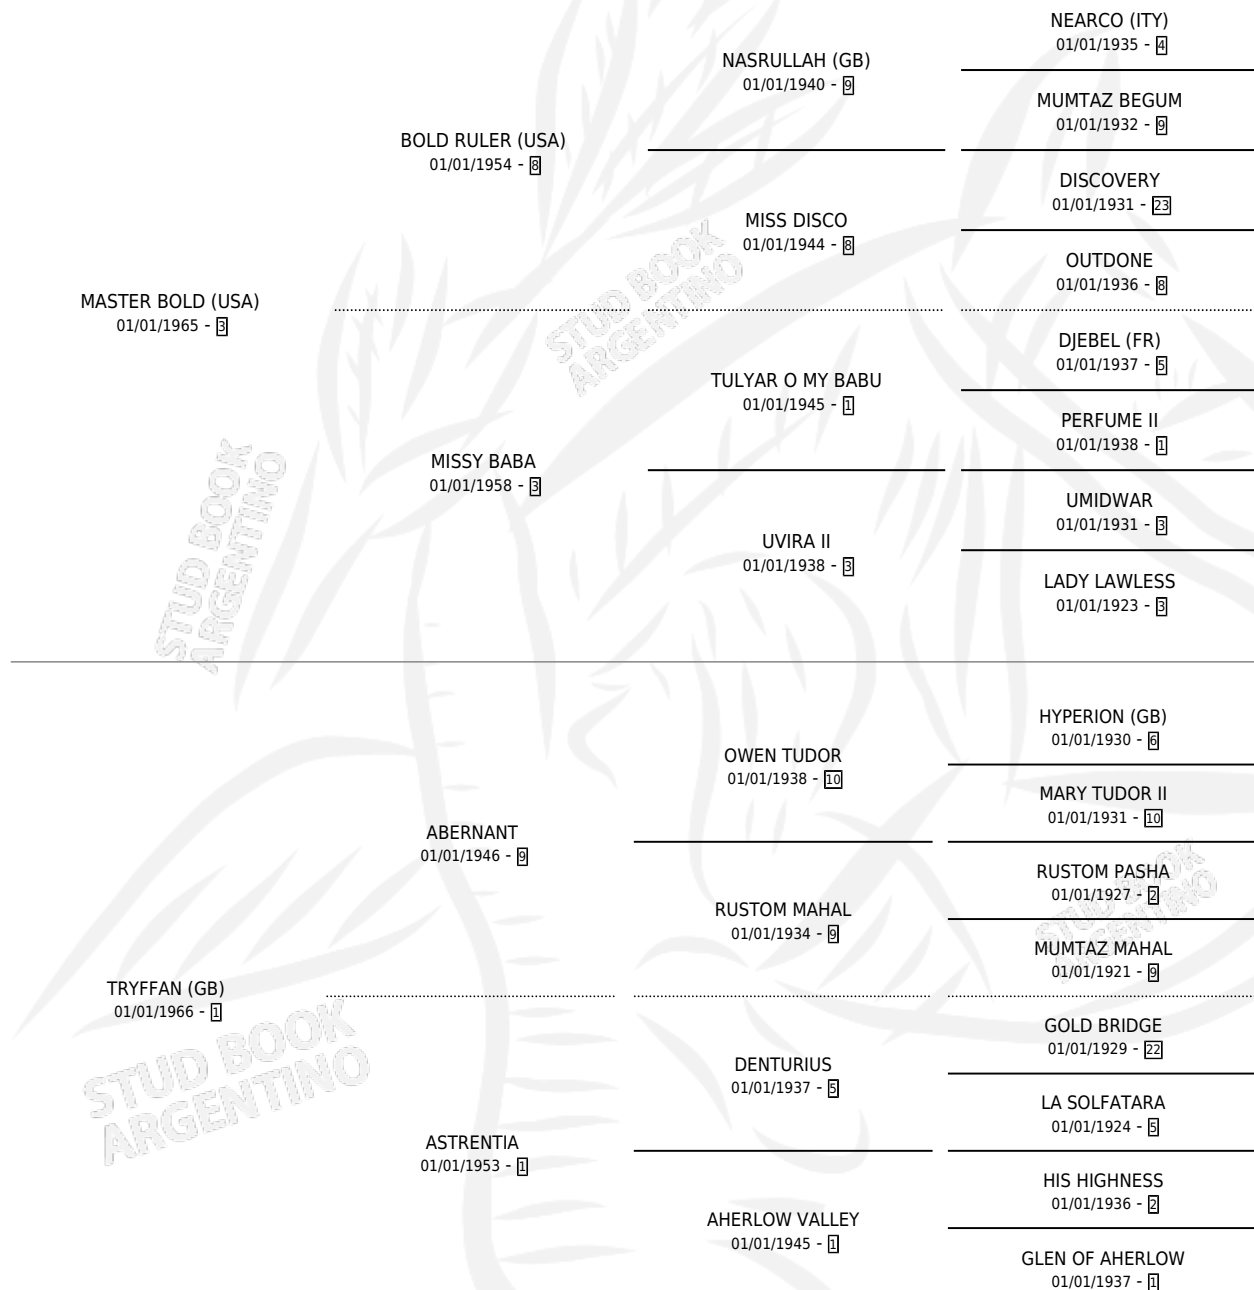 NEARCO (ITY)
01/01/1935 - 4
NASRULLAH (GB)
01/01/1940 - 9
MUMTAZ BEGUM
01/01/1932 - 9
BOLD RULER (USA)
01/01/1954 - 8
DISCOVERY
01/01/1931 - 23
MISS DISCO
01/01/1944 - 8
OUTDONE
01/01/1936 - 8
MASTER BOLD (USA)
01/01/1965 - 3
STUD BOOK
ARGENTINO
DJEBEL (FR)
01/01/1937 - 5
TULYAR O MY BABU
01/01/1945 - 1
PERFUME II
01/01/1938 - 1
MISSY BABA
01/01/1958 - 3
UMIDWAR
01/01/1931 - 3
UVIRA II
01/01/1938 - 3
LADY LAWLESS
01/01/1923 - 3
STUD BOOK
ARGENTINO
HYPERION (GB)
01/01/1930 - 6
OWEN TUDOR
01/01/1938 - 10
MARY TUDOR II
01/01/1931 - 10
ABERNANT
01/01/1946 - 9
RUSTOM PASHA
01/01/1927 - 2
RUSTOM MAHAL
01/01/1934 - 9
MUMTAZ MAHAL
01/01/1921 - 9
STUD BOOK
ARGENTINO
TRYFFAN (GB)
01/01/1966 - 1
GOLD BRIDGE
01/01/1929 - 22
DENTURIUS
01/01/1937 - 5
LA SOLFATARA
01/01/1924 - 5
STUD BOOK
ARGENTINO
ASTRENTIA
01/01/1953 - 1
HIS HIGHNESS
01/01/1936 - 2
AHERLOW VALLEY
01/01/1945 - 1
GLEN OF AHERLOW
01/01/1937 - 1